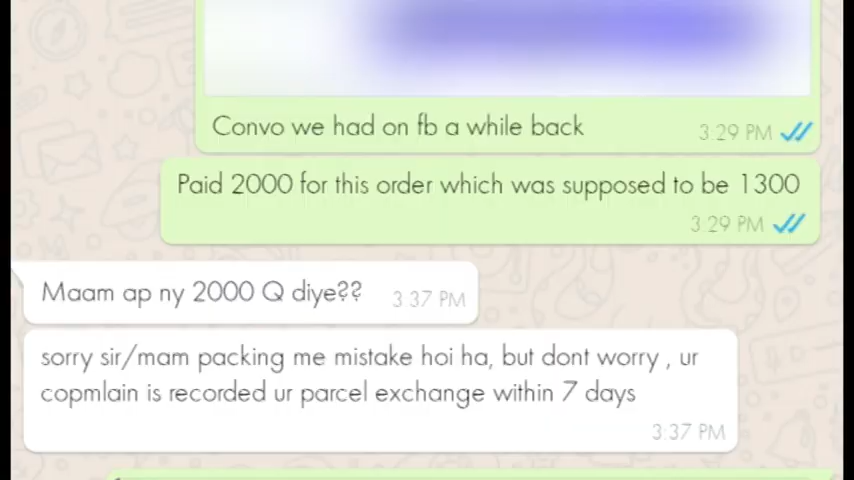 Convo we had on fb a while back
3:29 PM
Paid 2000 for this order which was supposed to be 1300
3:29 PM
Maam ap ny 2000 Q diye??
3:37 PM
sorry sir/mam packing me mistake hoi ha, but dont worry , ur
copmlain is recorded ur parcel exchange within 7 days
3:37 PM